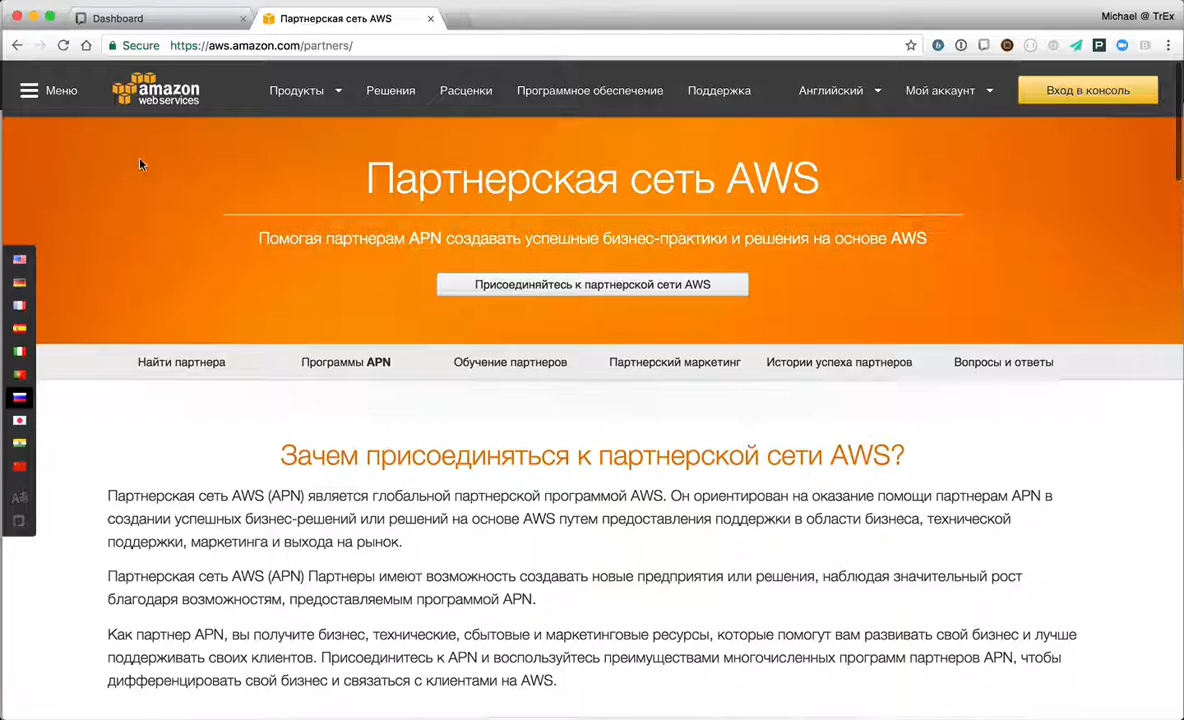 Dashboard
Партнерская сеть AWS
Michael @ TrEx
Secure https://aws.amazon.com/partners/
Меню
amazon
web services
Продукты
Решения
Расценки
Программное обеспечение
Поддержка
Английский
Мой аккаунт
Вход в консоль
Партнерская сеть AWS
Помогая партнерам APN создавать успешные бизнес-практики и решения на основе AWS
Присоединяйтесь к партнерской сети AWS
Найти партнера
Программы APN
Обучение партнеров
Партнерский маркетинг
Истории успеха партнеров
Вопросы и ответы
Зачем присоединяться к партнерской сети AWS?
Партнерская сеть AWS (APN) является глобальной партнерской программой AWS. Он ориентирован на оказание помощи партнерам APN в
создании успешных бизнес-решений или решений на основе AWS путем предоставления поддержки в области бизнеса, технической
поддержки, маркетинга и выхода на рынок.
Партнерская сеть AWS (APN) Партнеры имеют возможность создавать новые предприятия или решения, наблюдая значительный рост
благодаря возможностям, предоставляемым программой APN.
Как партнер APN, вы получите бизнес, технические, сбытовые и маркетинговые ресурсы, которые помогут вам развивать свой бизнес и лучше
поддерживать своих клиентов. Присоединитесь к APN и воспользуйтесь преимуществами многочисленных программ партнеров APN, чтобы
дифференцировать свой бизнес и связаться с клиентами на AWS.